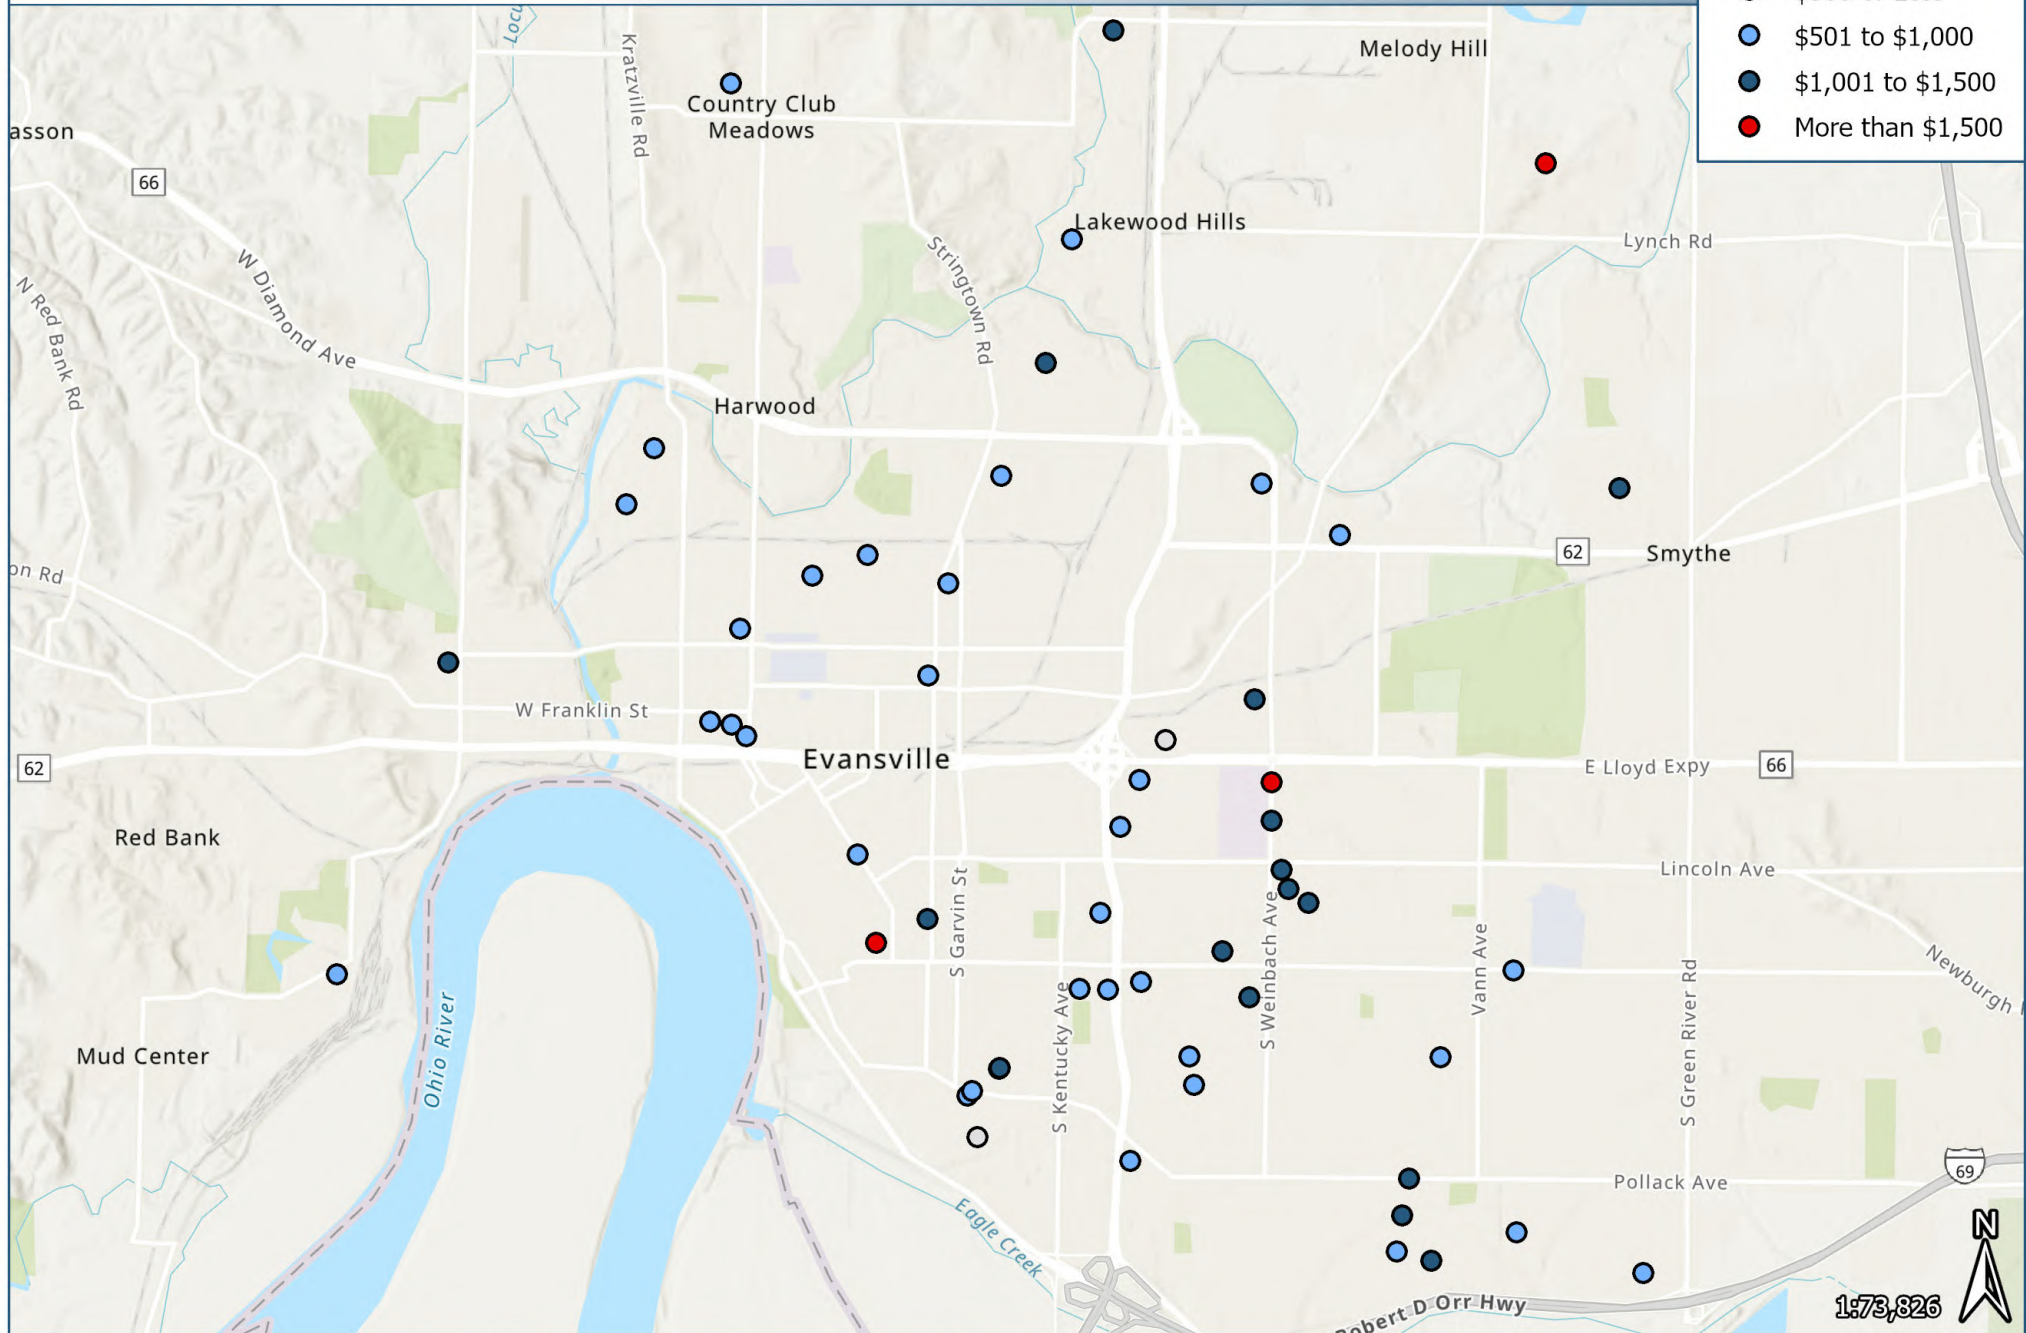 $501 to $1,000
$1,001 to $1,500
More than $1,500
Locu
Kratzville Rd
Melody Hill
Country Club
Meadows
asson
66
Lakewood Hills
Lynch Rd
W Diamond Ave
N Red Bank Rd
Stringtown Rd
Harwood
62
Smythe
on Rd
W Franklin St
Evansville
62
E Lloyd Expy
66
Red Bank
Lincoln Ave
S Garvin St
S Weinbach Ave
Vann Ave
S Green River Rd
Newburgh
S Kentucky Ave
Ohio River
Mud Center
Pollack Ave
69
Eagle Creek
N
Robert D Orr Hwy
1:73,826